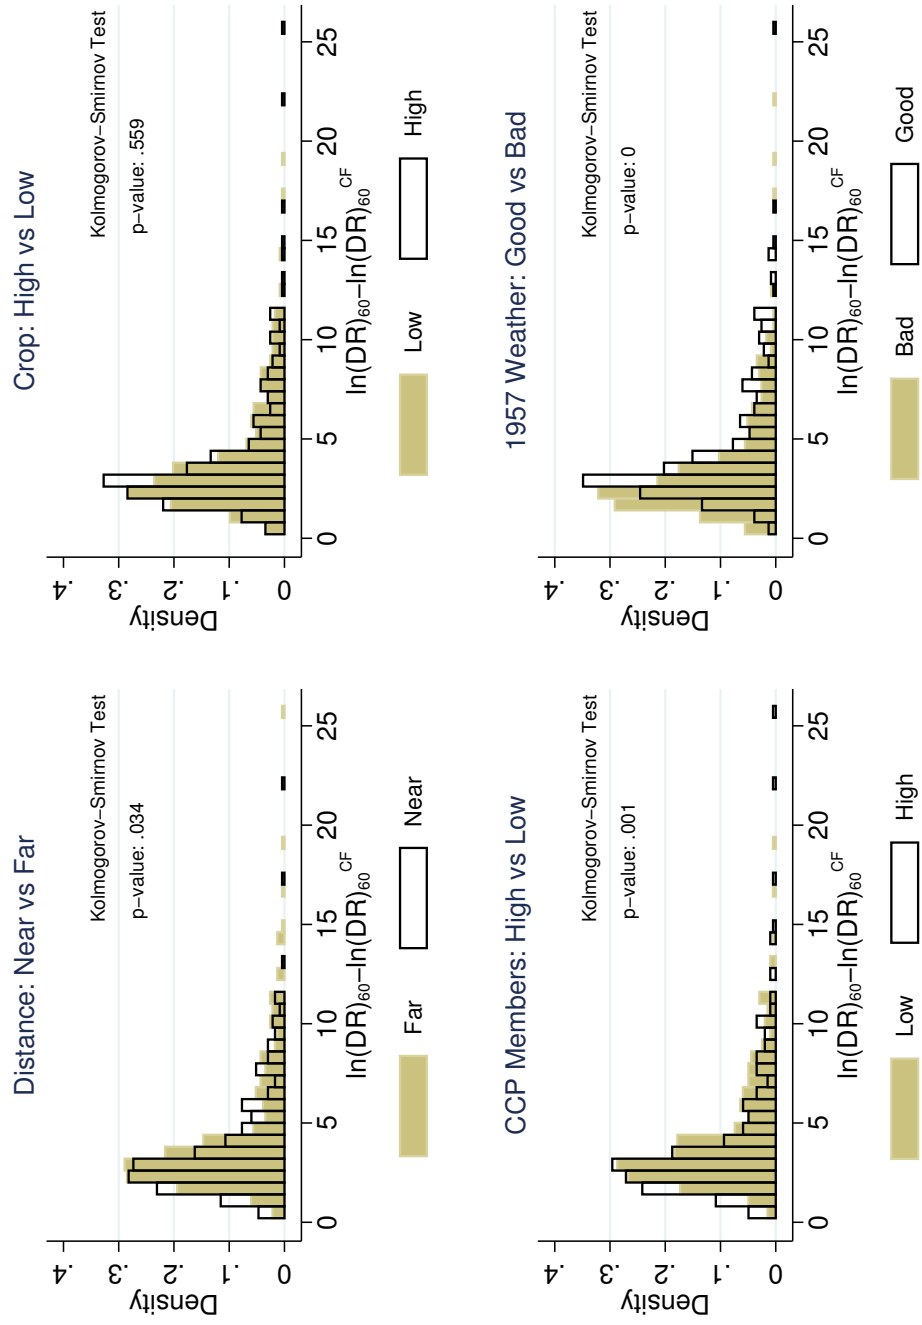 Distance: Near vs Far
Kolmogorov−Smirnov Test
p−value: .034
Density
0 .1 .2 .3 .4
0 5 10 15 20 25
ln(DR)60−ln(DR)60CF
Far Near
Crop: High vs Low
Kolmogorov−Smirnov Test
p−value: .559
Density
0 .1 .2 .3 .4
0 5 10 15 20 25
ln(DR)60−ln(DR)60CF
Low High
CCP Members: High vs Low
Kolmogorov−Smirnov Test
p−value: .001
Density
0 .1 .2 .3 .4
0 5 10 15 20 25
ln(DR)60−ln(DR)60CF
Low High
1957 Weather: Good vs Bad
Kolmogorov−Smirnov Test
p−value: 0
Density
0 .1 .2 .3 .4
0 5 10 15 20 25
ln(DR)60−ln(DR)60CF
Bad Good